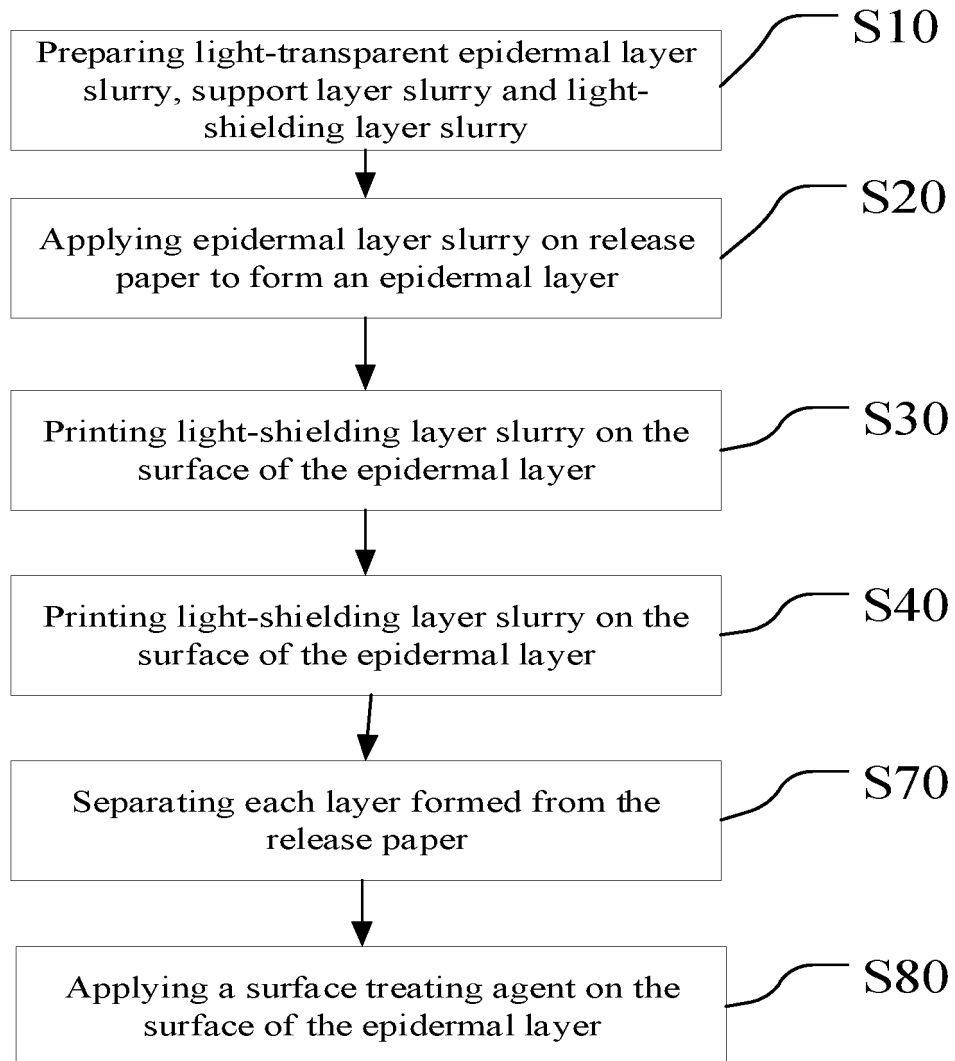 S10
Preparing light-transparent epidermal layer
slurry, support layer slurry and light-
shielding layer slurry
S20
Applying epidermal layer slurry on release
paper to form an epidermal layer
S30
Printing light-shielding layer slurry on the
surface of the epidermal layer
S40
Printing light-shielding layer slurry on the
surface of the epidermal layer
S70
Separating each layer formed from the
release paper
S80
Applying a surface treating agent on the
surface of the epidermal layer